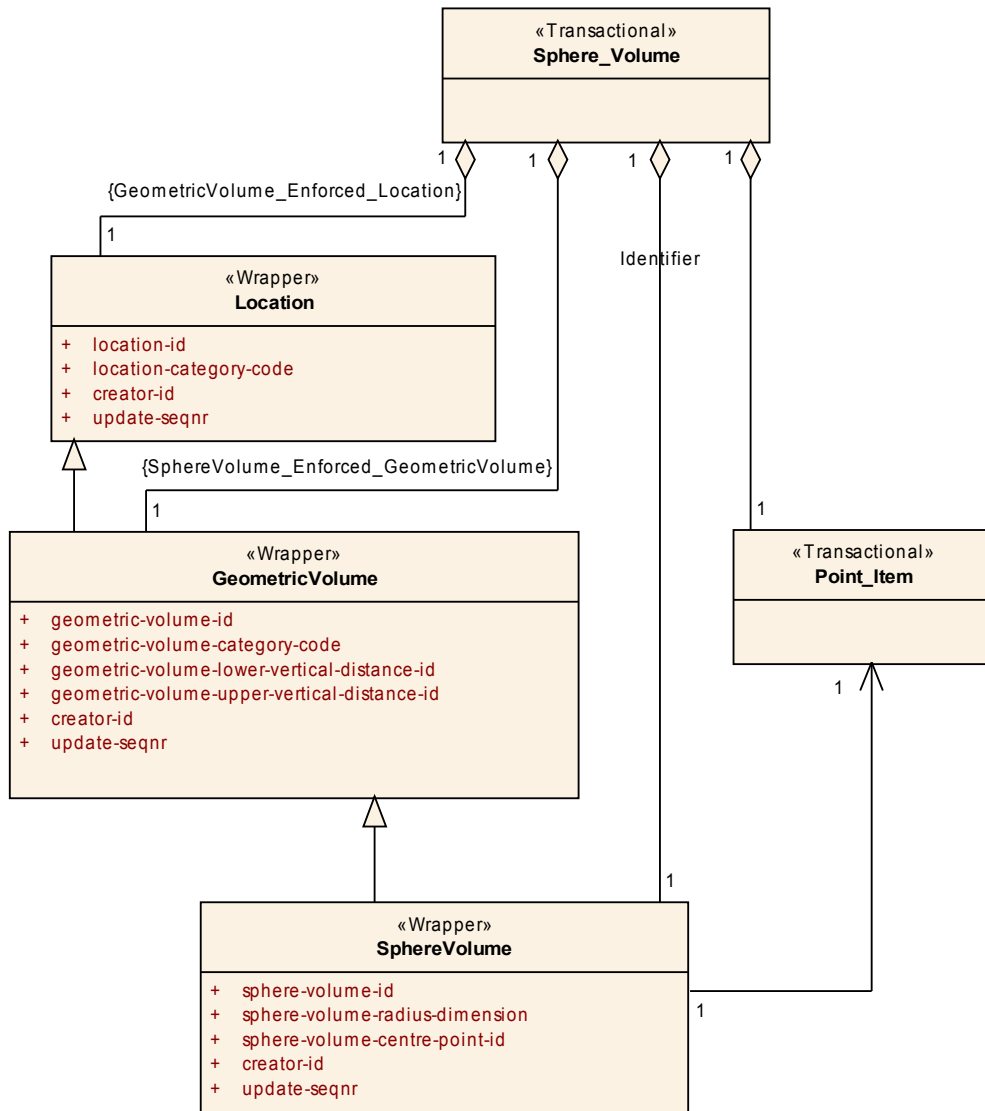 «Transactional»
Sphere_Volume
1
1
1
1
{GeometricVolume_Enforced_Location}
1
Identifier
«Wrapper»
Location
+ location-id
+ location-category-code
+ creator-id
+ update-seqnr
{SphereVolume_Enforced_GeometricVolume}
1
1
«Wrapper»
GeometricVolume
+ geometric-volume-id
+ geometric-volume-category-code
+ geometric-volume-lower-vertical-distance-id
+ geometric-volume-upper-vertical-distance-id
+ creator-id
+ update-seqnr
«Transactional»
Point_Item
1
1
«Wrapper»
SphereVolume
+ sphere-volume-id
+ sphere-volume-radius-dimension
+ sphere-volume-centre-point-id
+ creator-id
+ update-seqnr
1